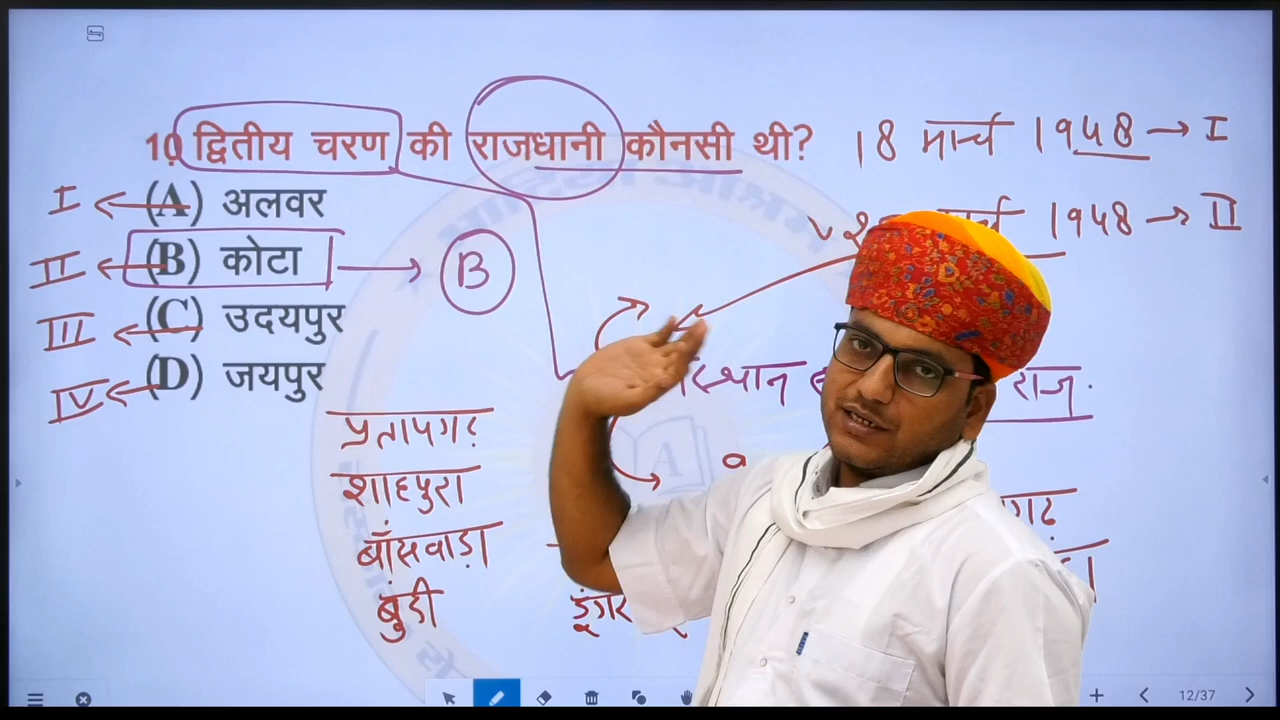 10. द्वितीय चरण की राजधानी कौनसी थी?
(A) अलवर
(B) कोटा
(C) उदयपुर
(D) जयपुर
I
II
III
IV
B
18 मार्च 1948 → I
1948 → II
राज.
प्रतापगढ़
शाहपुरा
बाँसवाड़ा
बुंदी
a
A
12/37